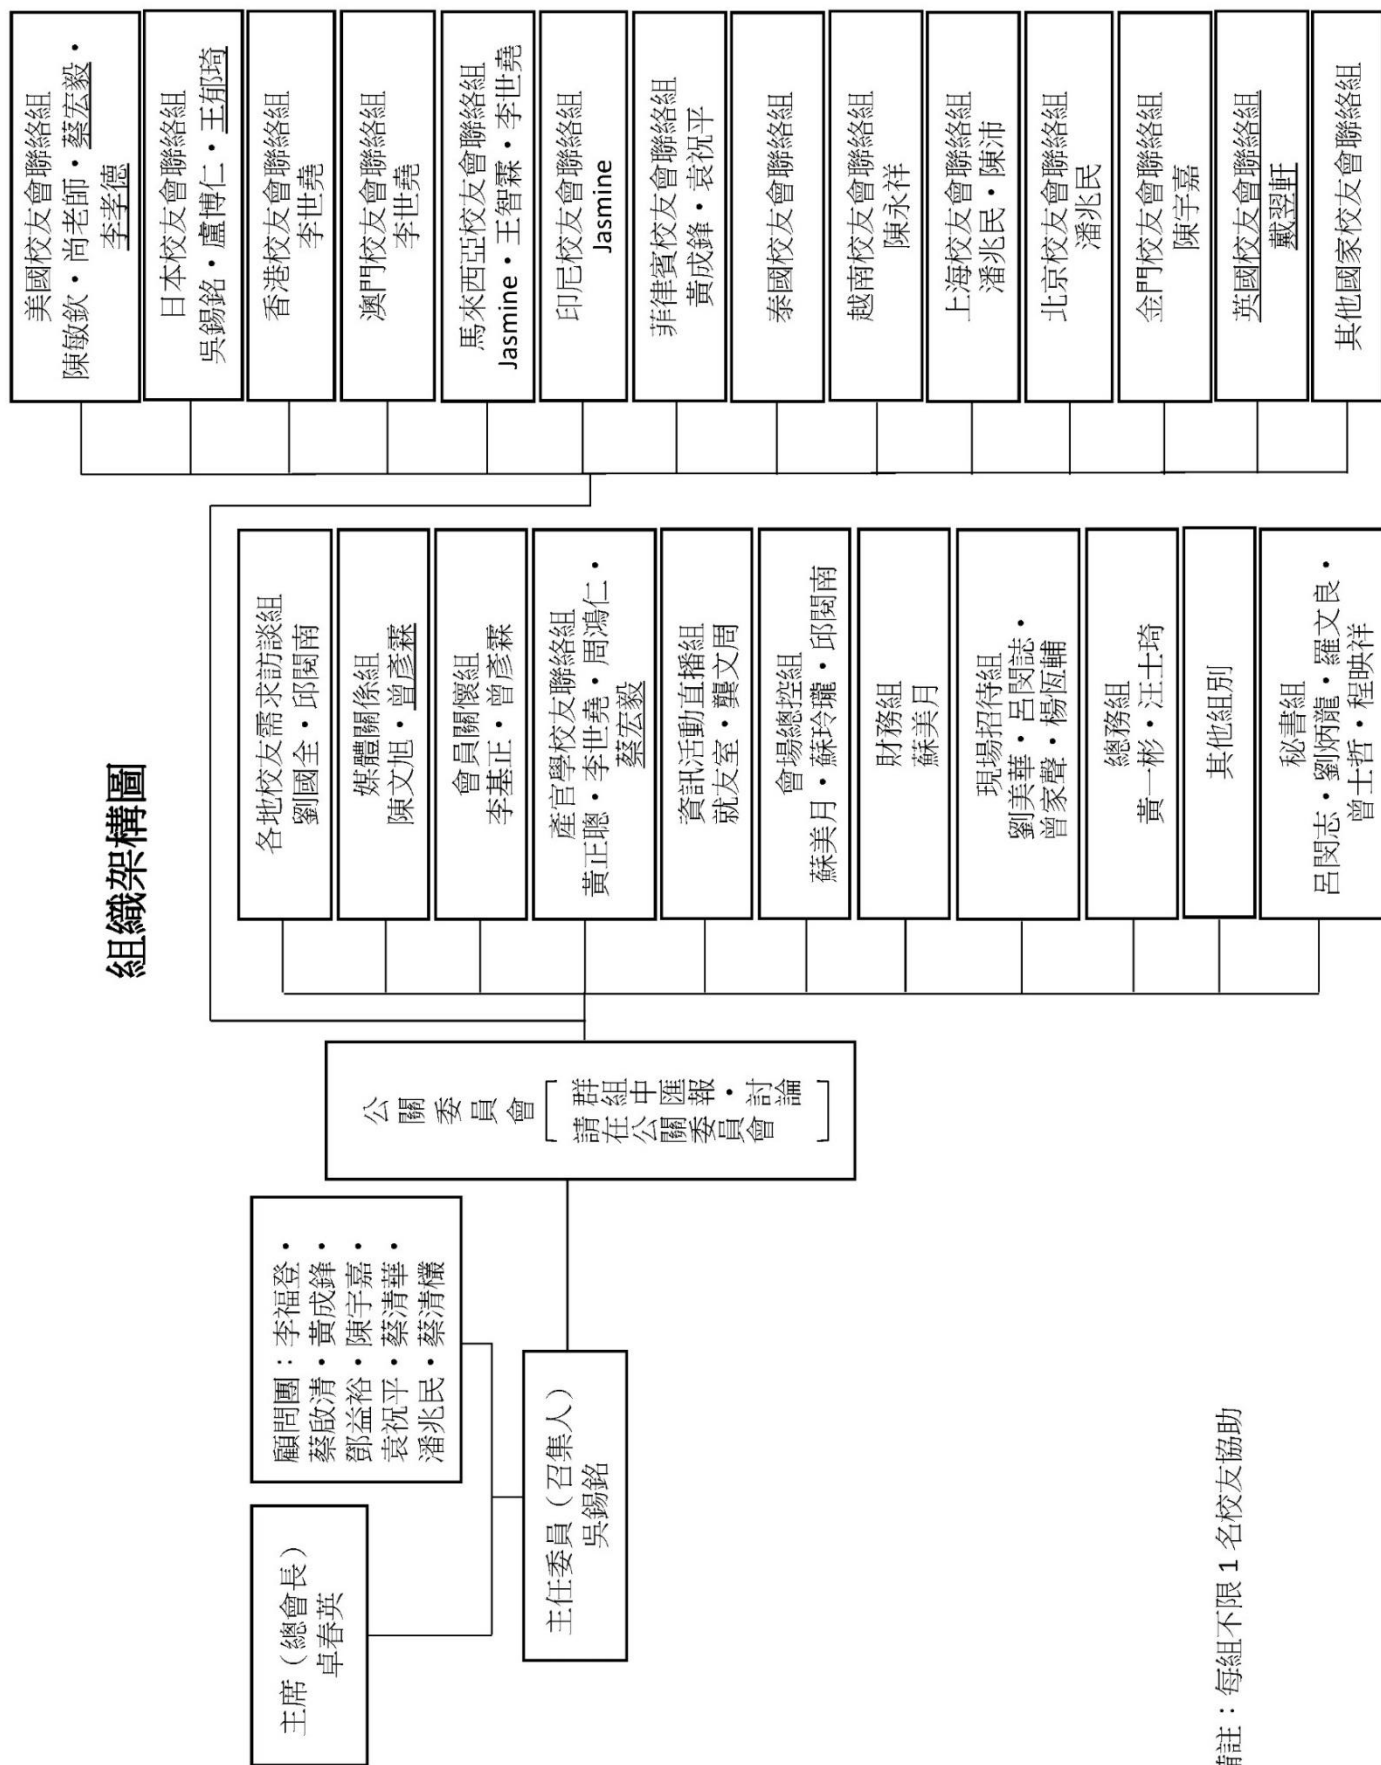 組織架構圖
主席（總會長）
卓春英
顧問團：李福登・
蔡啟清・黃成鋒・
鄧益裕・陳宇嘉・
袁祝平・蔡清華・
潘兆民・蔡清欉
主任委員（召集人）
吳錫銘
公關委員會
請在公關委員會
群組中匯報・討論
各地校友需求訪談組
劉國全・邱閱南
媒體關係組
陳文旭・曾彥霖
會員關懷組
李基正・曾彥霖
產官學校友聯絡組
黃正聰・李世堯・周鴻仁・
蔡宏毅
資訊活動直播組
就友室・龔文周
會場總控組
蘇美月・蘇玲瓏・邱閱南
財務組
蘇美月
現場招待組
劉美華・呂閔誌・
曾家聲・楊恆輔
總務組
黃一彬・汪士琦
其他組別
秘書組
呂閔志・劉炳龍・羅文良・
曾士哲・程映祥
美國校友會聯絡組
陳敏欽・尚老師・蔡宏毅・
李孝德
日本校友會聯絡組
吳錫銘・盧博仁・王郁琦
香港校友會聯絡組
李世堯
澳門校友會聯絡組
李世堯
馬來西亞校友會聯絡組
Jasmine・王智霖・李世堯
印尼校友會聯絡組
Jasmine
菲律賓校友會聯絡組
黃成鋒・袁祝平
泰國校友會聯絡組
越南校友會聯絡組
陳永祥
上海校友會聯絡組
潘兆民・陳沛
北京校友會聯絡組
潘兆民
金門校友會聯絡組
陳宇嘉
英國校友會聯絡組
戴翌軒
其他國家校友會聯絡組
備註：每組不限 1 名校友協助